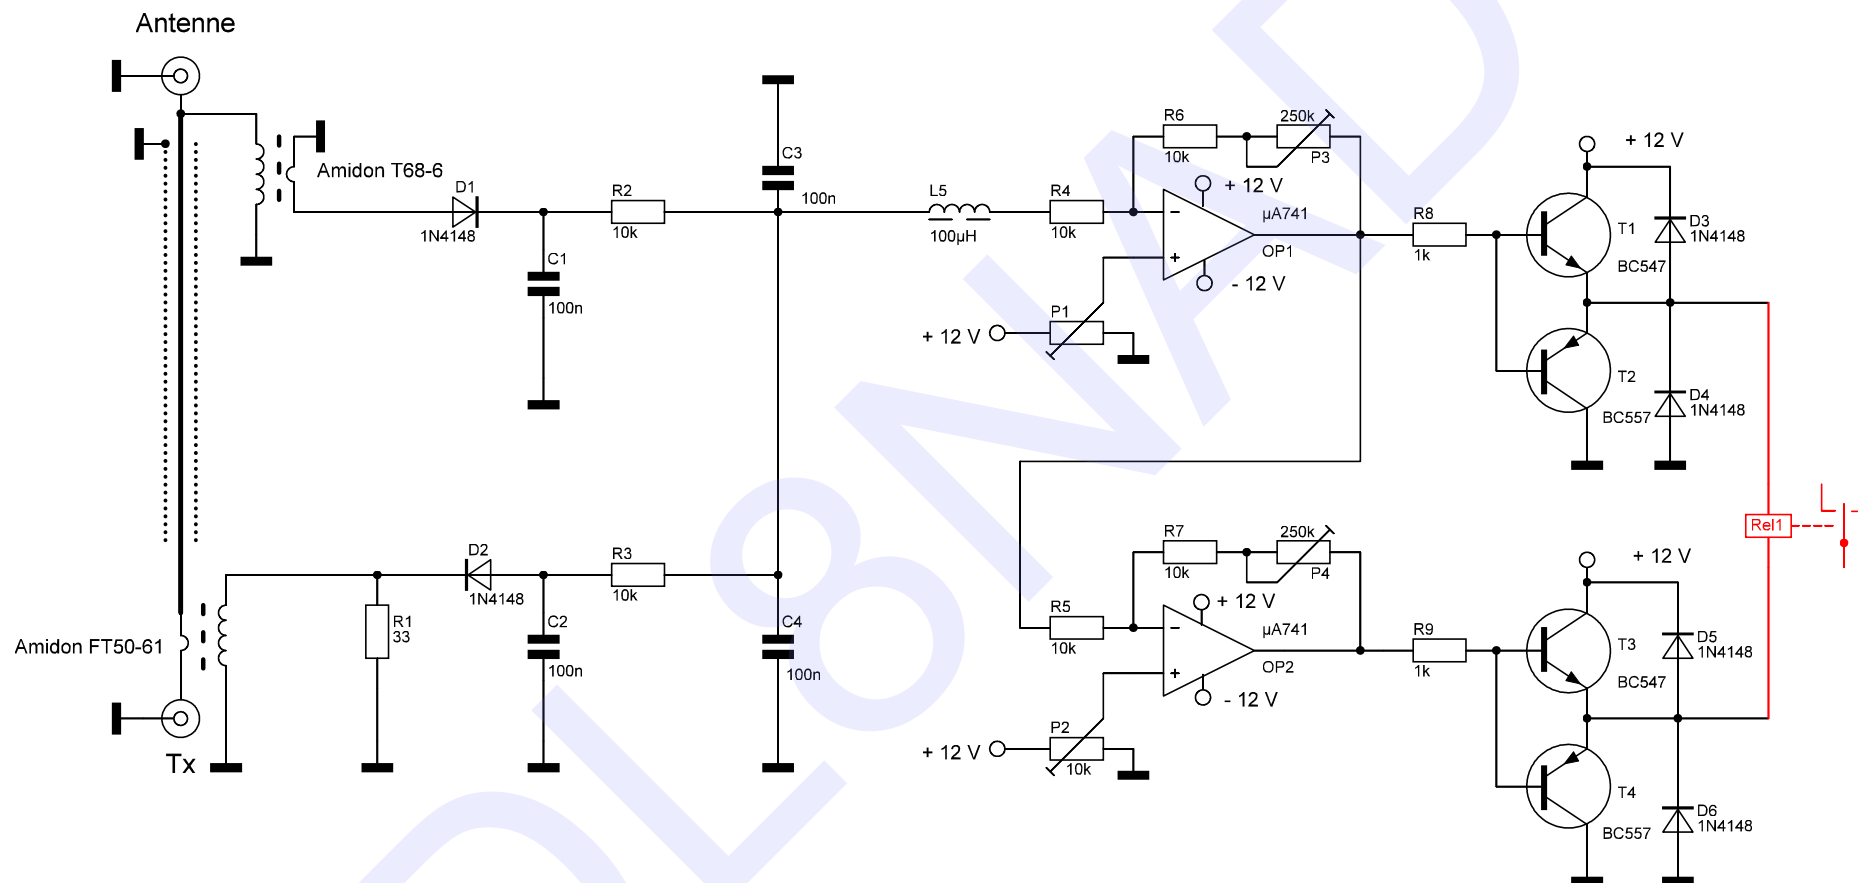 Antenne
Amidon T68-6
D1
1N4148
R2
10k
C3
100n
C1
100n
L5
100µH
R4
10k
R6
10k
250k
P3
+ 12 V
µA741
OP1
- 12 V
P1
+ 12 V
R8
1k
+ 12 V
T1
BC547
D3
1N4148
T2
BC557
D4
1N4148
Rel1
Amidon FT50-61
Tx
R1
33
D2
1N4148
R3
10k
C2
100n
C4
100n
R5
10k
R7
10k
250k
P4
+ 12 V
µA741
OP2
- 12 V
P2
10k
+ 12 V
R9
1k
+ 12 V
T3
BC547
D5
1N4148
T4
BC557
D6
1N4148
DL8NAD